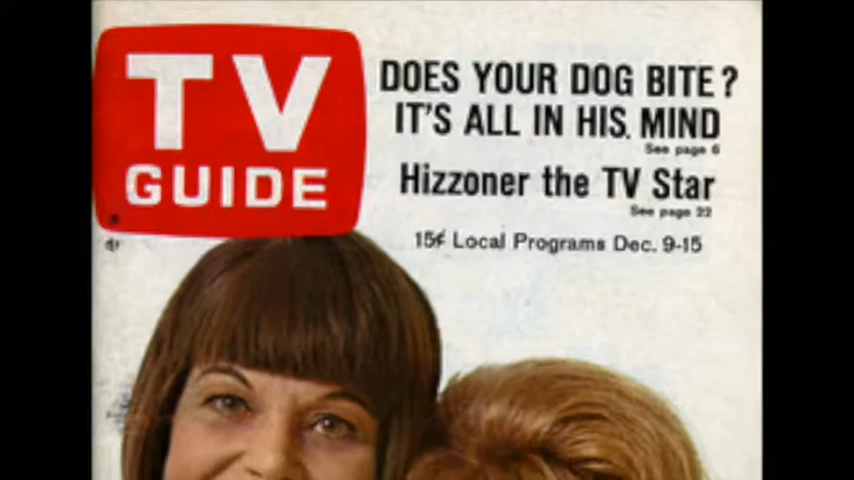 TV
GUIDE
DOES YOUR DOG BITE?
IT'S ALL IN HIS MIND
See page 6
Hizzoner the TV Star
See page 22
15¢ Local Programs Dec. 9-15